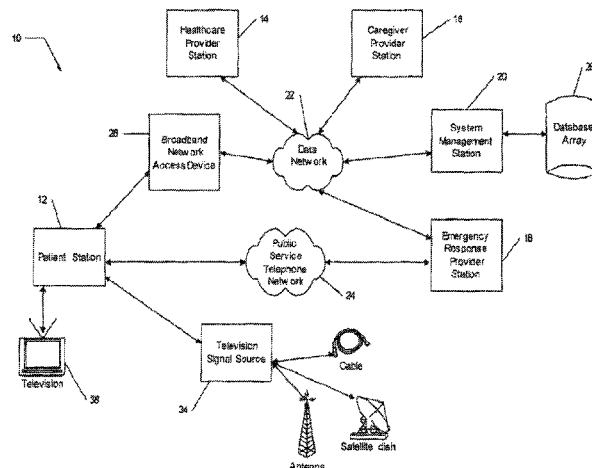 10
Healthcare
Provider
Station
14
Caregiver
Provider
Station
16
22
Data
Network
20
System
Management
Station
Database
Array
28
Broadband
Network
Access Device
12
Patient Station
Public
Service
Telephone
Network
24
Emergency
Response
Provider
Station
18
Television
Television
Signal Source
34
Cable
Satellite dish
Antenna